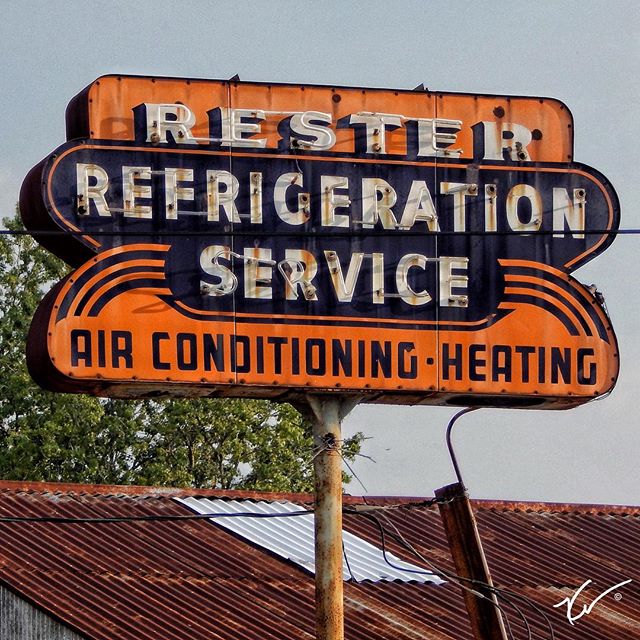 RESTER
REFRIGERATION
SERVICE
AIR CONDITIONING · HEATING